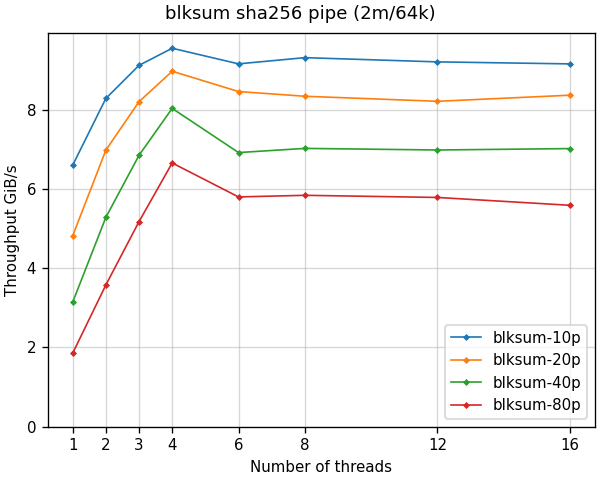 blksum sha256 pipe (2m/64k)
Throughput GiB/s
8
6
4
2
0
blksum-10p
blksum-20p
blksum-40p
blksum-80p
1 2 3 4 6 8 12 16
Number of threads